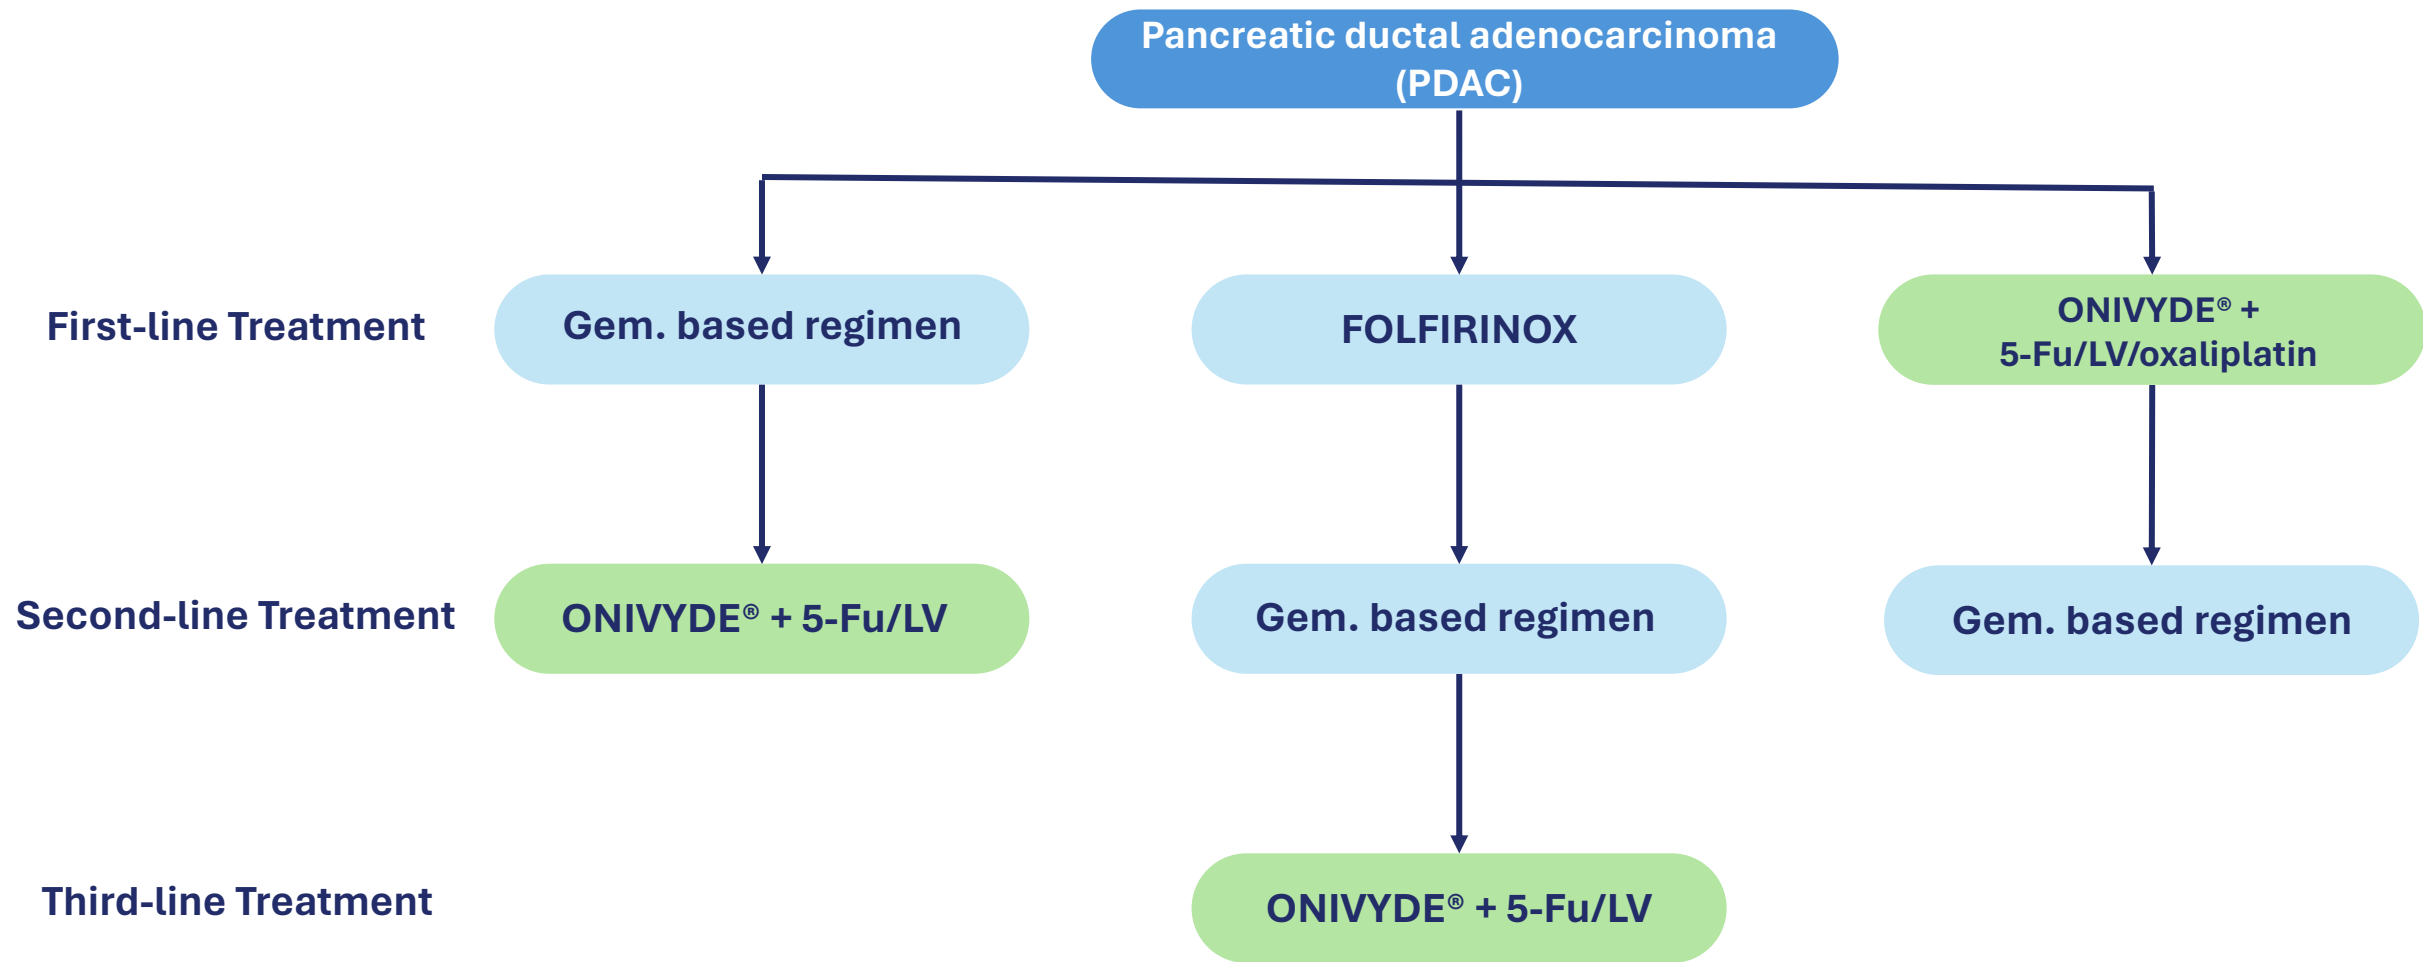 Pancreatic ductal adenocarcinoma
(PDAC)
First-line Treatment
Gem. based regimen
FOLFIRINOX
ONIVYDE® +
5-Fu/LV/oxaliplatin
Second-line Treatment
ONIVYDE® + 5-Fu/LV
Gem. based regimen
Gem. based regimen
Third-line Treatment
ONIVYDE® + 5-Fu/LV